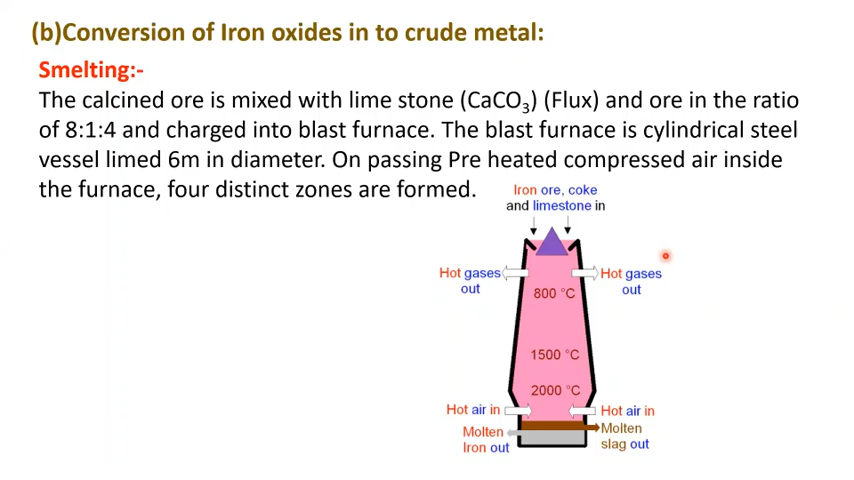 (b)Conversion of Iron oxides in to crude metal:
Smelting:-
The calcined ore is mixed with lime stone (CaCO₃) (Flux) and ore in the ratio
of 8:1:4 and charged into blast furnace. The blast furnace is cylindrical steel
vessel limed 6m in diameter. On passing Pre heated compressed air inside
the furnace, four distinct zones are formed.
Iron ore, coke
and limestone in
Hot gases
out
Hot gases
out
800 °C
1500 °C
2000 °C
Hot air in
Hot air in
Molten
Iron out
Molten
slag out